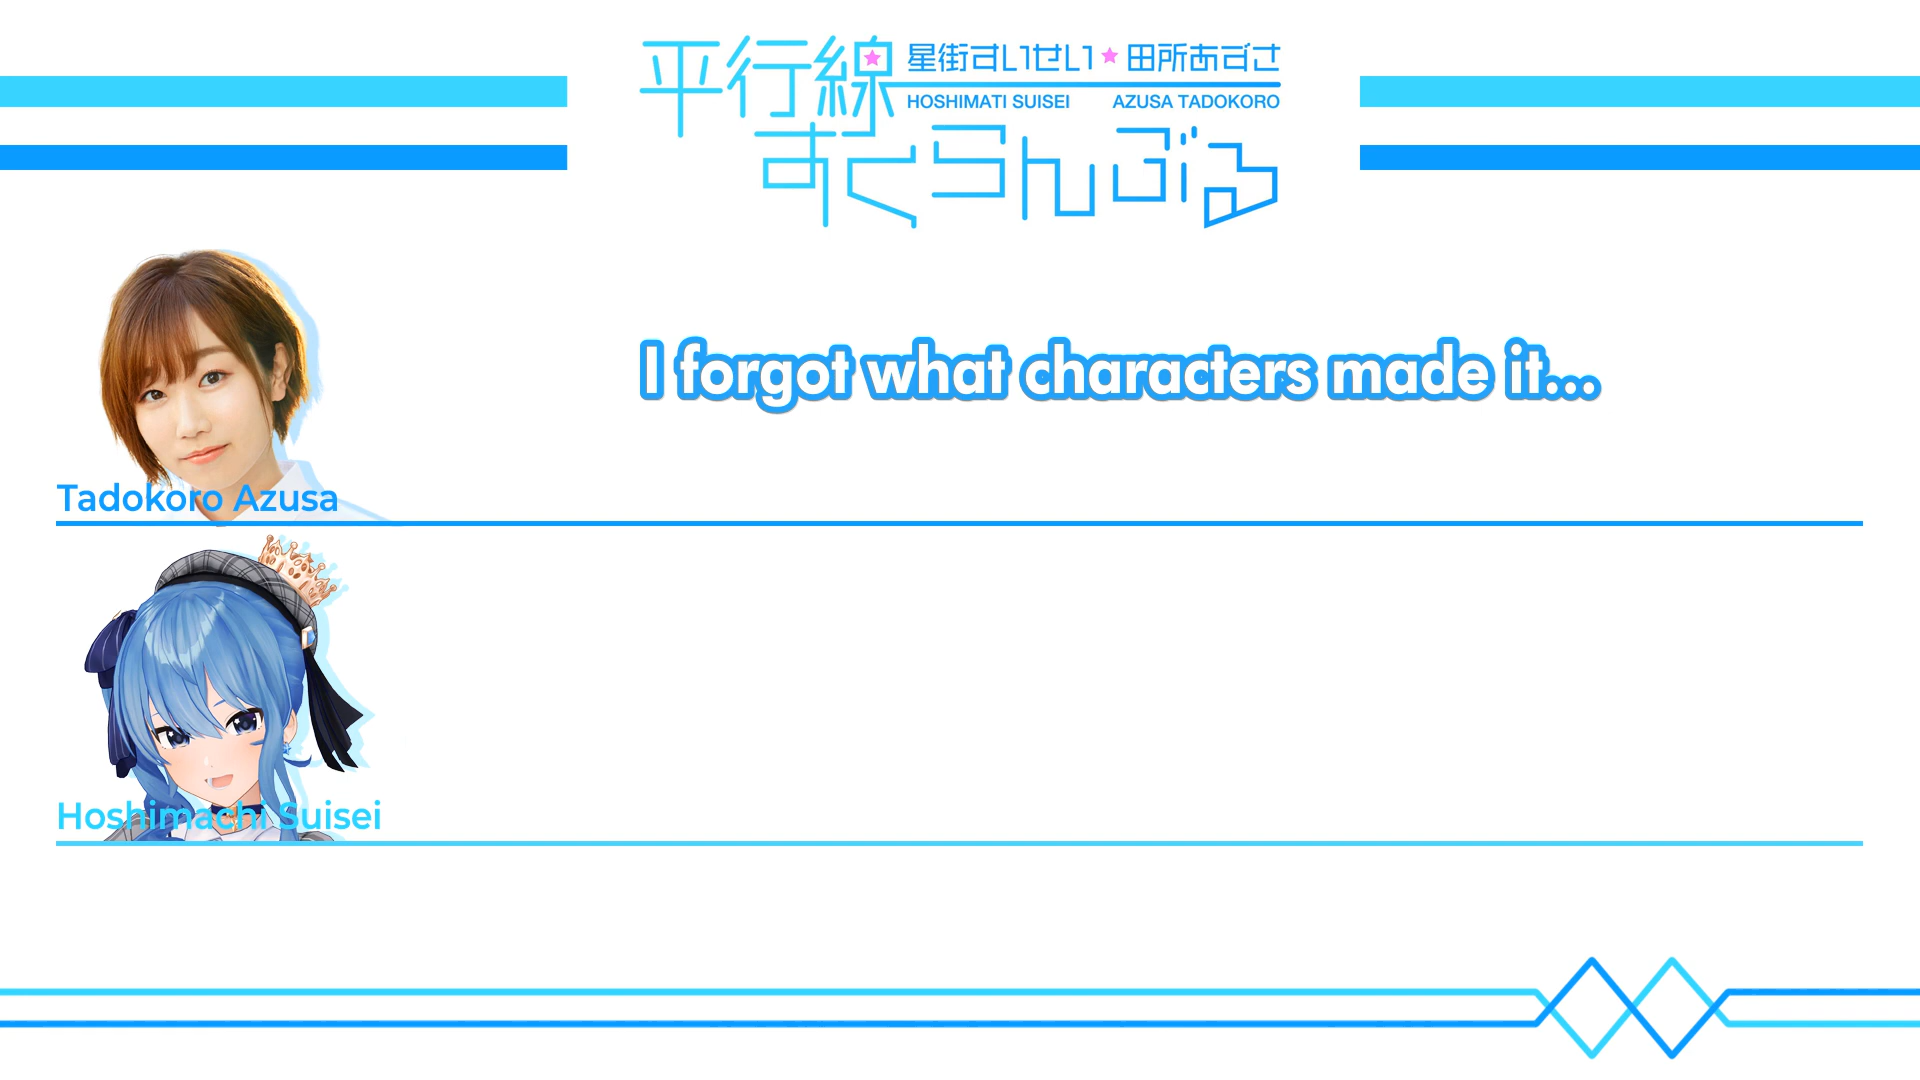 平行線
星街すいせい★田所あずさ
HOSHIMATI SUISEI AZUSA TADOKORO
すくらんぶる
I forgot what characters made it...
Tadokoro Azusa
Hoshimachi Suisei